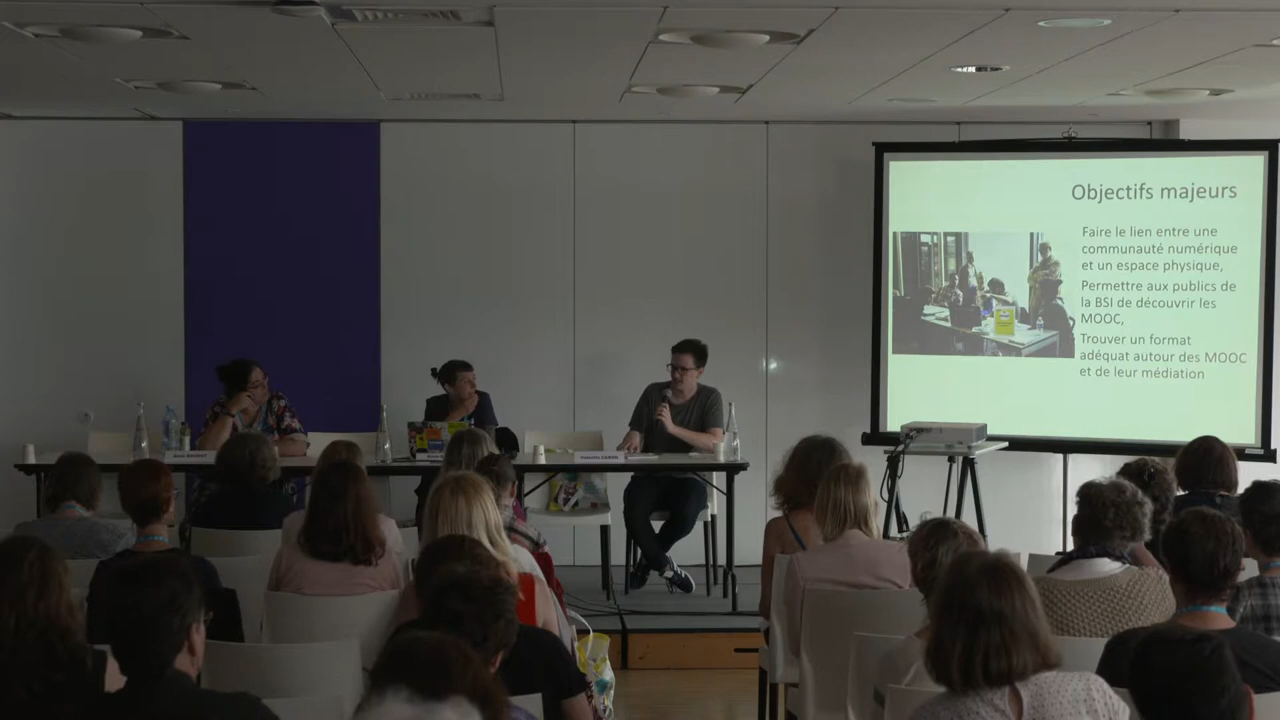 Objectifs majeurs
Faire le lien entre une
communauté numérique
et un espace physique,
Permettre aux publics de
la BSI de découvrir les
MOOC,
Trouver un format
adéquat autour des MOOC
et de leur médiation